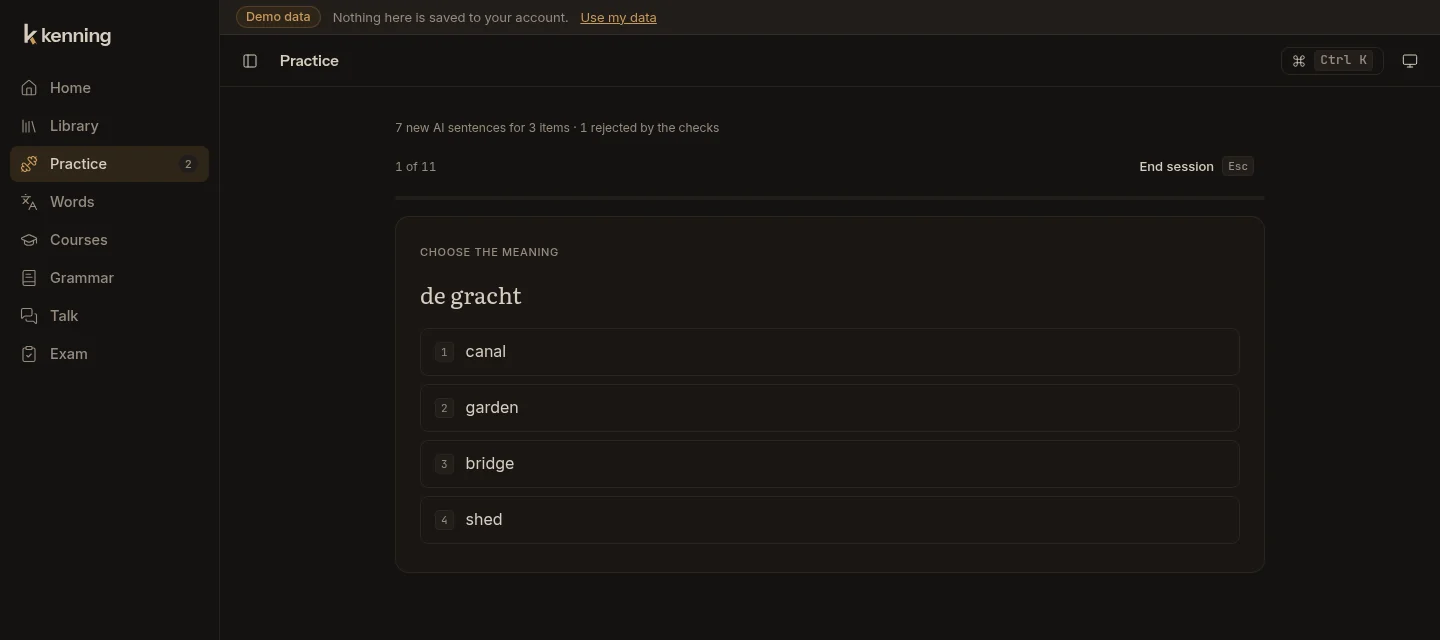 Demo data Nothing here is saved to your account. Use my data
kenning
Practice
Ctrl K
Home
Library
Practice 2
Words
Courses
Grammar
Talk
Exam
7 new AI sentences for 3 items · 1 rejected by the checks
1 of 11
End session Esc
CHOOSE THE MEANING
de gracht
1 canal
2 garden
3 bridge
4 shed